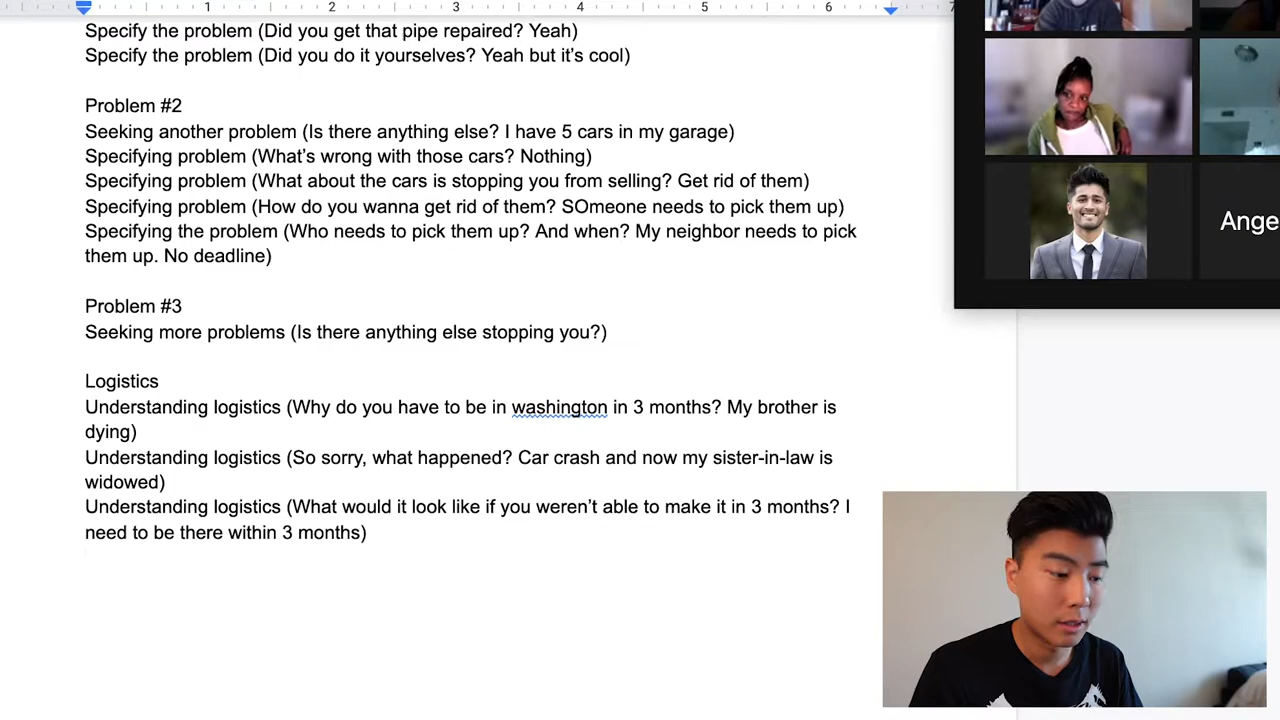 1 2 3 4 5 6 7
Specify the problem (Did you get that pipe repaired? Yeah)
Specify the problem (Did you do it yourselves? Yeah but it’s cool)
Problem #2
Seeking another problem (Is there anything else? I have 5 cars in my garage)
Specifying problem (What’s wrong with those cars? Nothing)
Specifying problem (What about the cars is stopping you from selling? Get rid of them)
Specifying problem (How do you wanna get rid of them? SOmeone needs to pick them up)
Specifying the problem (Who needs to pick them up? And when? My neighbor needs to pick
them up. No deadline)
Ange
Problem #3
Seeking more problems (Is there anything else stopping you?)
Logistics
Understanding logistics (Why do you have to be in washington in 3 months? My brother is
dying)
Understanding logistics (So sorry, what happened? Car crash and now my sister-in-law is
widowed)
Understanding logistics (What would it look like if you weren’t able to make it in 3 months? I
need to be there within 3 months)